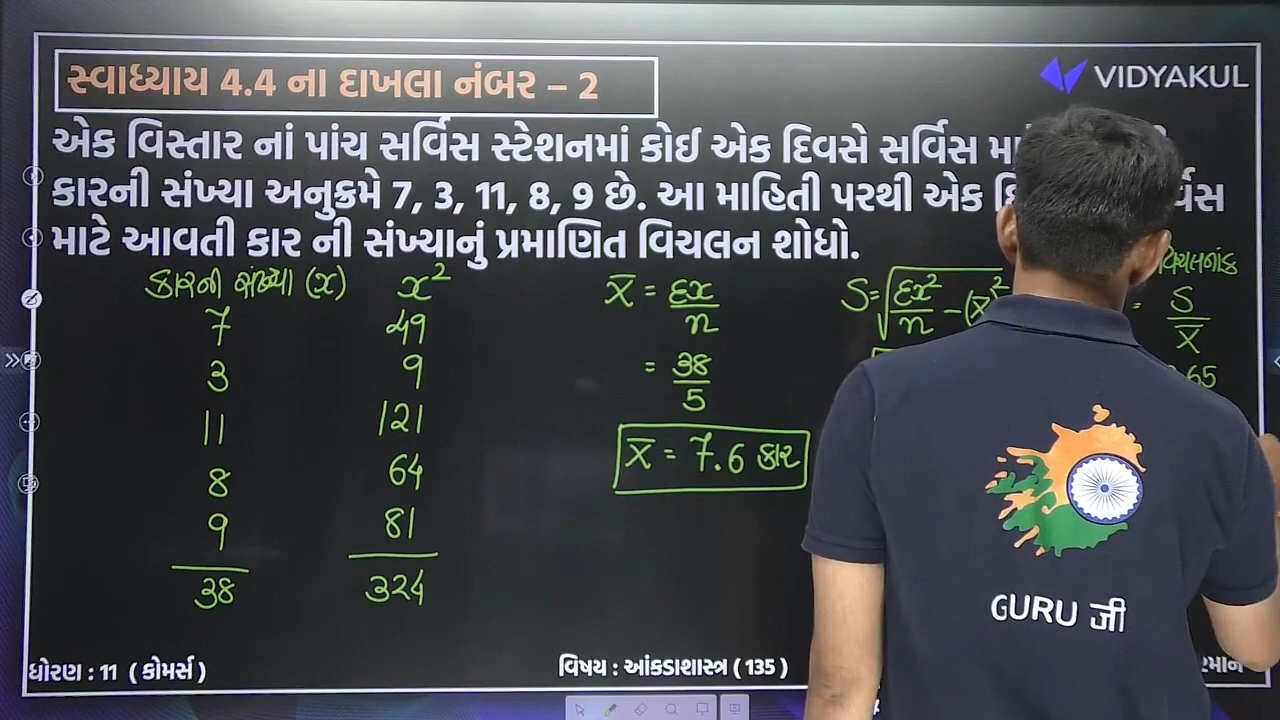 સ્વાધ્યાય 4.4 ના દાખલા નંબર – 2
VIDYAKUL
એક વિસ્તાર નાં પાંચ સર્વિસ સ્ટેશનમાં કોઈ એક દિવસે સર્વિસ
કારની સંખ્યા અનુક્રમે 7, 3, 11, 8, 9 છે. આ માહિતી પરથી એક
માટે આવતી કાર ની સંખ્યાનું પ્રમાણિત વિચલન શોધો.
કારની સંખ્યા (x) x²
7 49
3 9
11 121
8 64
9 81
38 324
x̄ = Σx/n
= 38/5
x̄ = 7.6 કાર
S = √Σx²/n – (x̄)²
= S/x̄
65
GURU जी
ધોરણ : 11 ( કોમર્સ )
વિષય : આંકડાશાસ્ત્ર ( 135 )